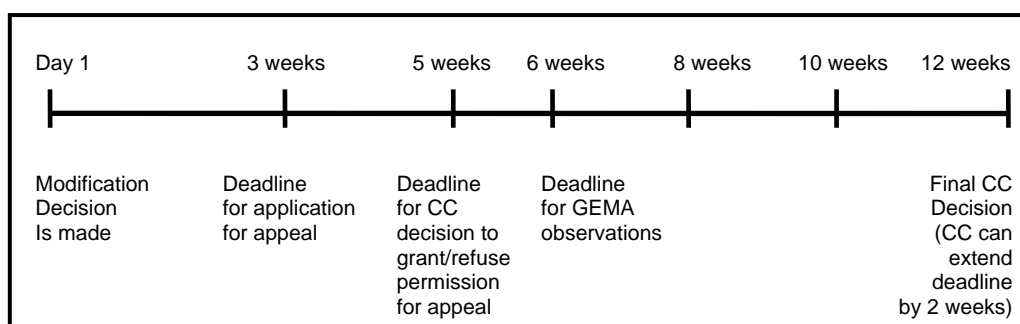 Day 1
3 weeks
5 weeks
6 weeks
8 weeks
10 weeks
12 weeks
Modification
Decision
Is made
Deadline
for application
for appeal
Deadline
for CC
decision to
grant/refuse
permission
for appeal
Deadline
for GEMA
observations
Final CC
Decision
(CC can
extend
deadline
by 2 weeks)